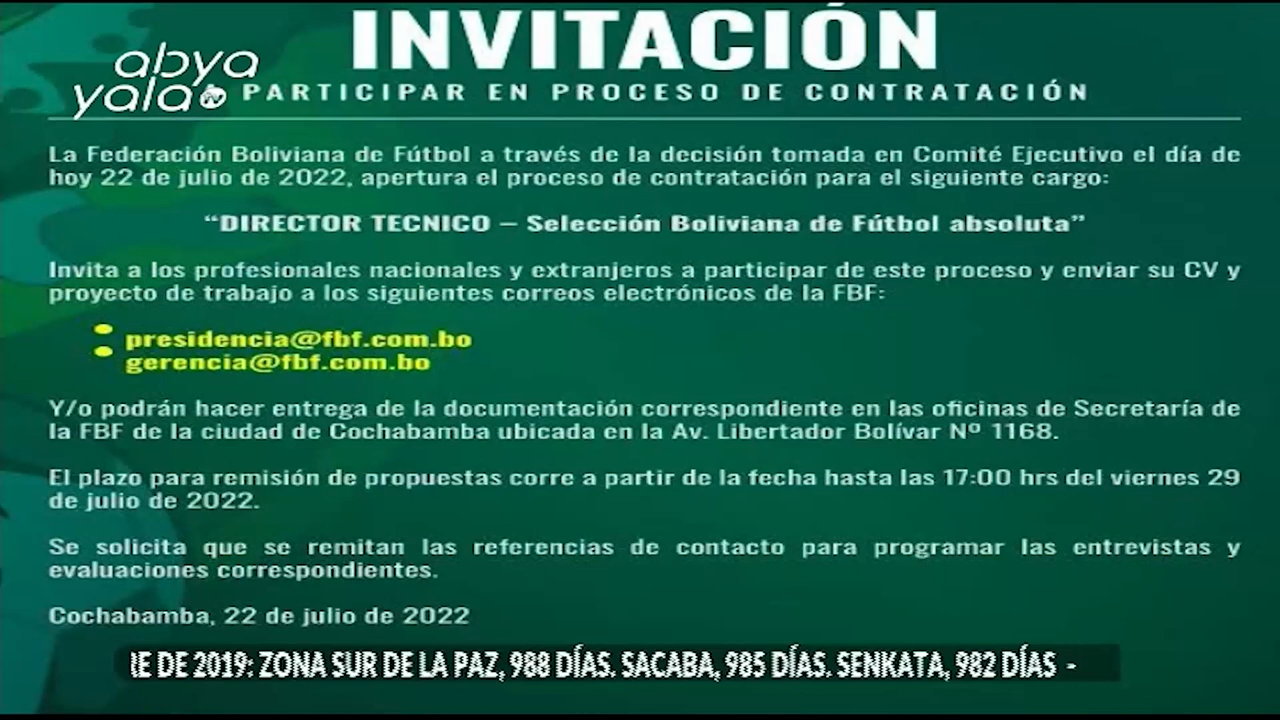 INVITACIÓN
abya
yala tv PARTICIPAR EN PROCESO DE CONTRATACIÓN
La Federación Boliviana de Fútbol a través de la decisión tomada en Comité Ejecutivo el día de
hoy 22 de julio de 2022, apertura el proceso de contratación para el siguiente cargo:
“DIRECTOR TECNICO – Selección Boliviana de Fútbol absoluta”
Invita a los profesionales nacionales y extranjeros a participar de este proceso y enviar su CV y
proyecto de trabajo a los siguientes correos electrónicos de la FBF:
• presidencia@fbf.com.bo
• gerencia@fbf.com.bo
Y/o podrán hacer entrega de la documentación correspondiente en las oficinas de Secretaría de
la FBF de la ciudad de Cochabamba ubicada en la Av. Libertador Bolívar Nº 1168.
El plazo para remisión de propuestas corre a partir de la fecha hasta las 17:00 hrs del viernes 29
de julio de 2022.
Se solicita que se remitan las referencias de contacto para programar las entrevistas y
evaluaciones correspondientes.
Cochabamba, 22 de julio de 2022
RE DE 2019: ZONA SUR DE LA PAZ, 988 DÍAS. SACABA, 985 DÍAS. SENKATA, 982 DÍAS -